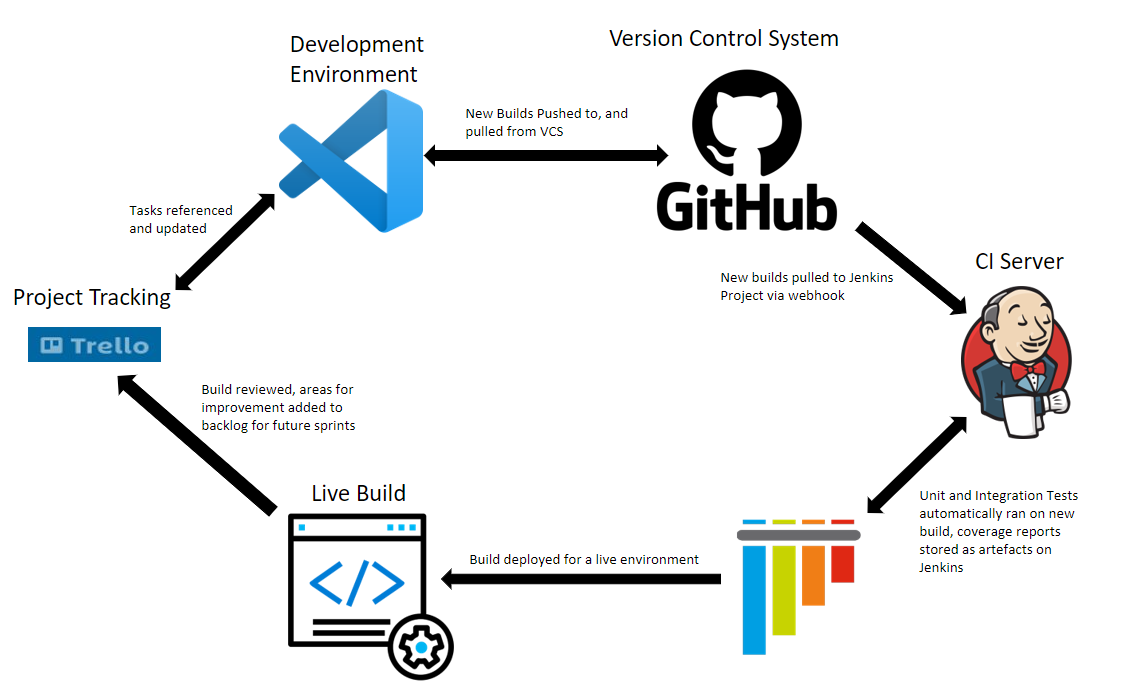 Development
Environment
Version Control System
New Builds Pushed to, and
pulled from VCS
GitHub
Tasks referenced
and updated
CI Server
New builds pulled to Jenkins
Project via webhook
Project Tracking
Trello
Build reviewed, areas for
improvement added to
backlog for future sprints
Live Build
Unit and Integration Tests
automatically ran on new
build, coverage reports
stored as artefacts on
Jenkins
Build deployed for a live environment